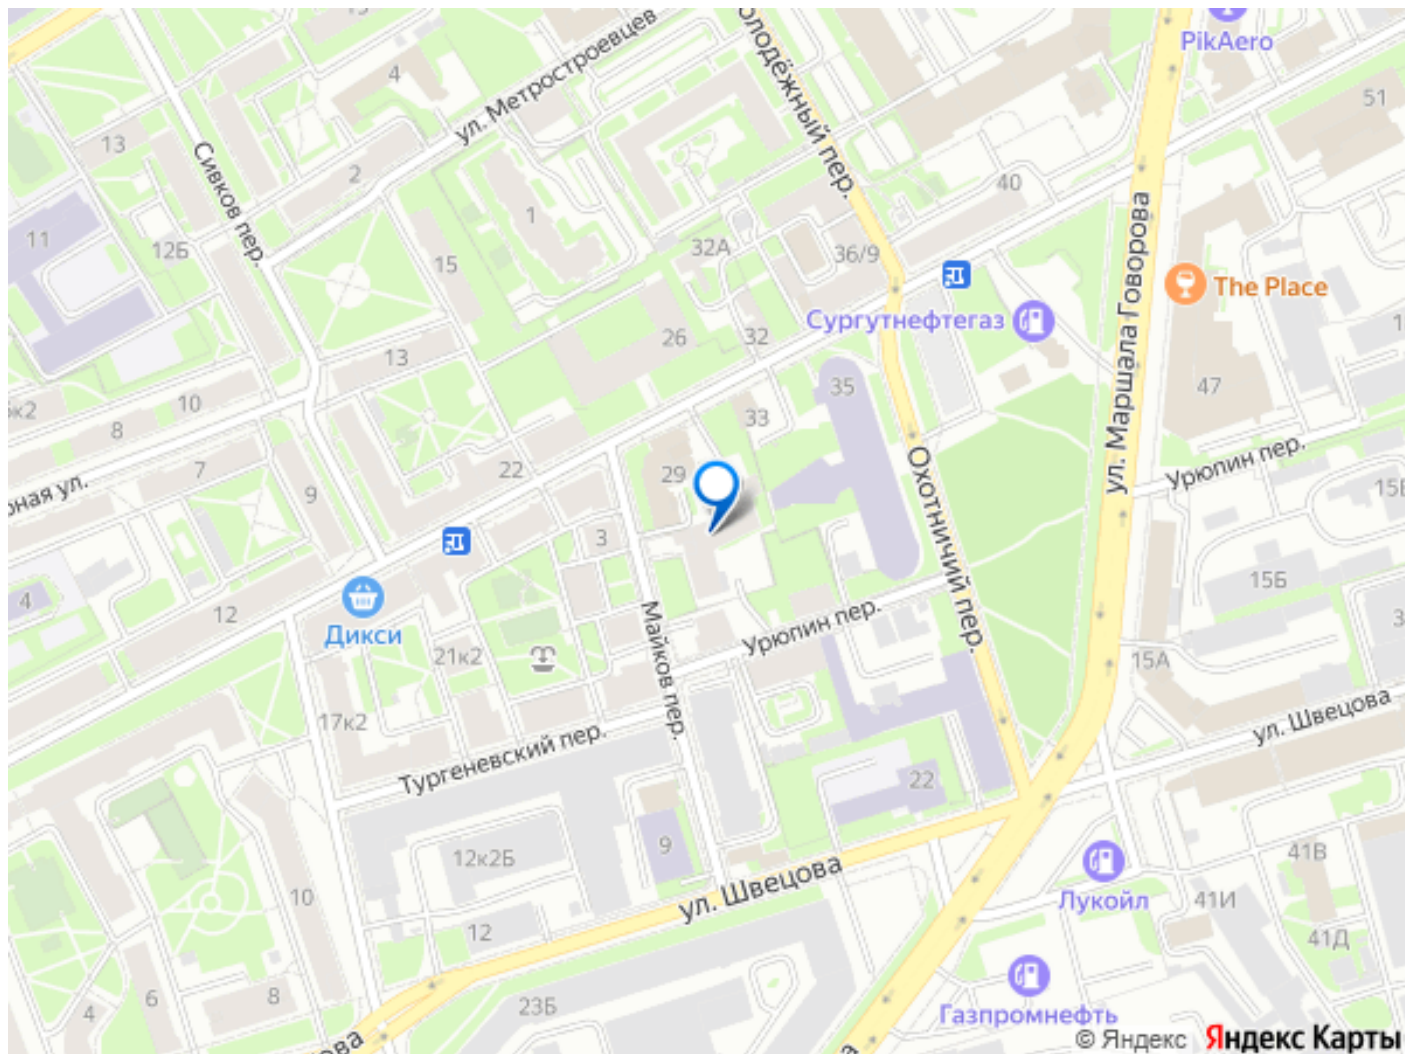 PikAero
51
ул. Метростроевцев
олодёжный пер.
4
13
2
Сивков пер.
40
1
11
12Б
15
32А
36/9
ул. Маршала Говорова
The Place
Сургутнефтегаз
26
32
13
35
47
к2
10
8
33
7
22
29
Охотничий пер.
Урюпин пер.
рная ул.
9
15Б
3
4
12
Дикси
21к2
Майков пер.
Урюпин пер.
15А
17к2
Тургеневский пер.
ул. Швецова
22
12к2Б
9
10
ул. Швецова
Лукойл
41В
41И
41Д
12
6
8
4
23Б
Газпромнефть
ова
а
© Яндекс Яндекс Карты